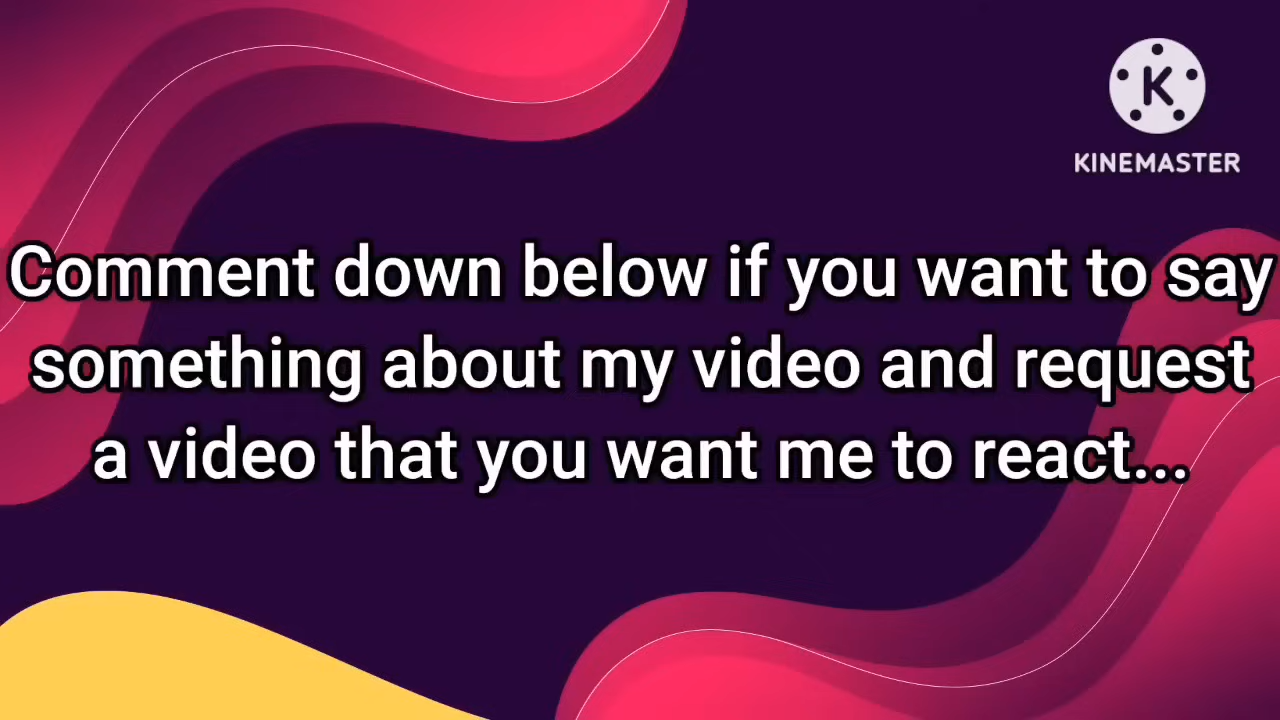 K
KINEMASTER
Comment down below if you want to say
something about my video and request
a video that you want me to react...